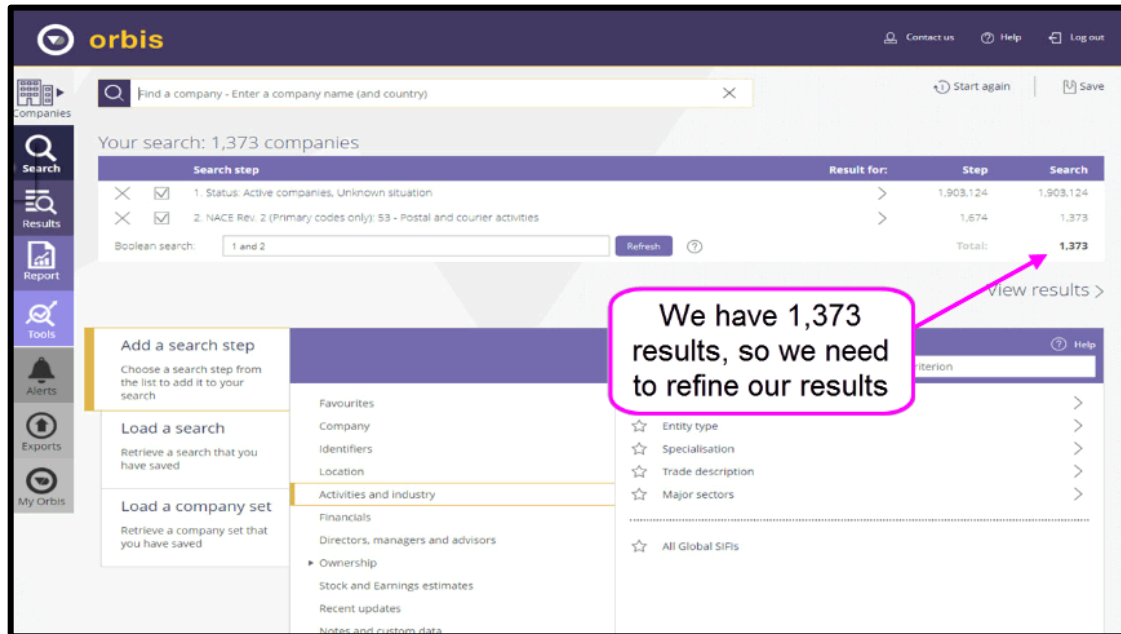 orbis
Contact us
Help
Log out
Companies
Find a company - Enter a company name (and country)
Start again
Save
Your search: 1,373 companies
Search step Result for: Step Search
1. Status: Active companies, Unknown situation 1,903,124 1,903,124
2. NACE Rev. 2 (Primary codes only): 53 - Postal and courier activities 1,674 1,373
Boolean search: 1 and 2 Refresh Total: 1,373
View results
Search
Results
Report
Tools
Alerts
Exports
My Orbis
We have 1,373
results, so we need
to refine our results
Add a search step
Choose a search step from
the list to add it to your
search
Load a search
Retrieve a search that you
have saved
Load a company set
Retrieve a company set that
you have saved
Favourites
Company
Identifiers
Location
Activities and industry
Financials
Directors, managers and advisors
Ownership
Stock and Earnings estimates
Recent updates
Notes and custom data
Help
Entity type
Specialisation
Trade description
Major sectors
All Global SIFIs